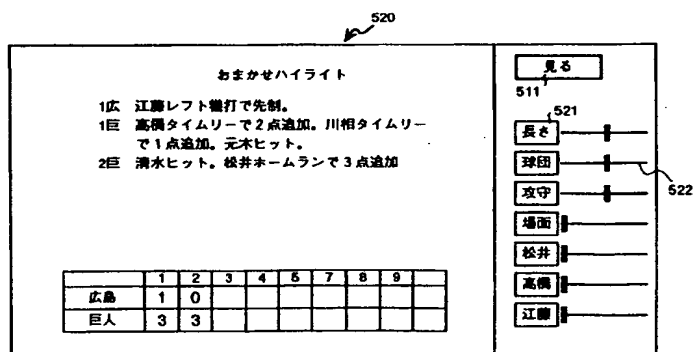 520
おまかせハイライト
1広 江藤レフト犠打で先制。
1巨 高橋タイムリーで2点追加。川相タイムリー
で1点追加。元木ヒット。
2巨 清水ヒット。松井ホームランで3点追加
1 2 3 4 5 7 8 9
広島 1 0
巨人 3 3
見る
511
521
長さ
球団
522
攻守
場面
松井
高橋
江藤